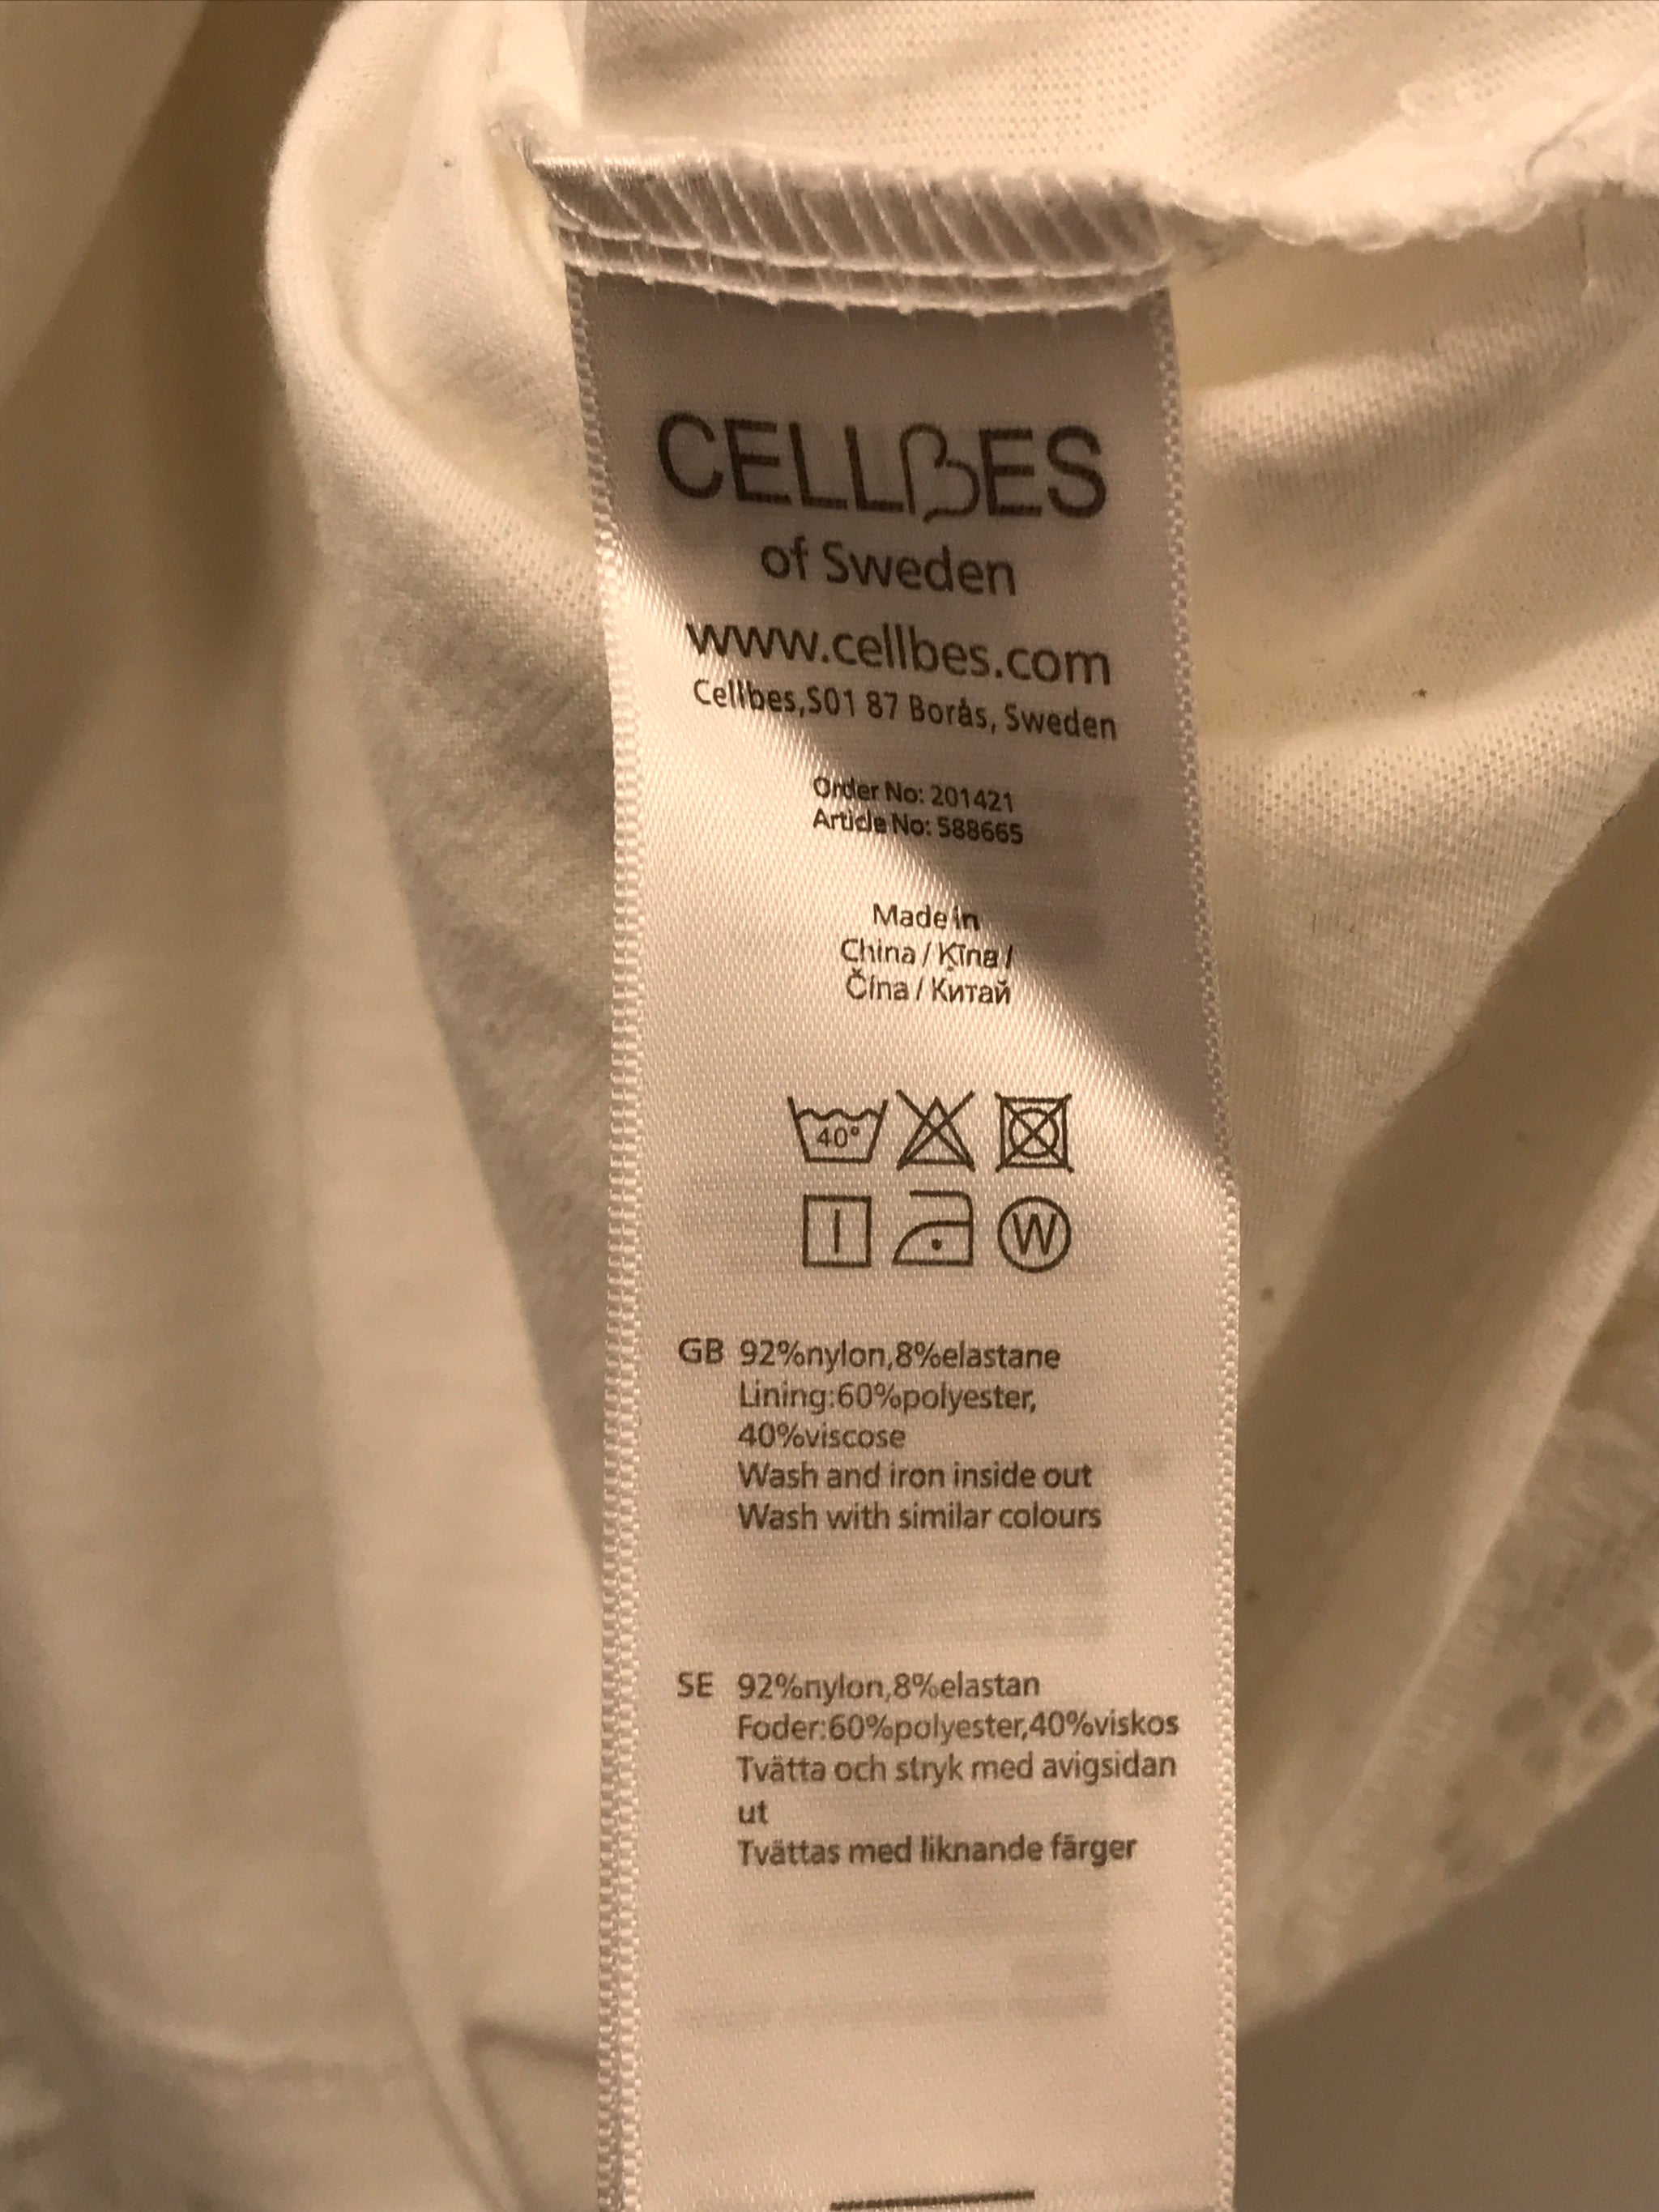 CELLBES
of Sweden
www.cellbes.com
Cellbes,S01 87 Borås, Sweden
Order No: 201421
Article No: 588665
Made in
China / Ķīna /
Čína / Китай
40°
I
W
GB 92%nylon,8%elastane
Lining:60%polyester,
40%viscose
Wash and iron inside out
Wash with similar colours
SE 92%nylon,8%elastan
Foder:60%polyester,40%viskos
Tvätta och stryk med avigsidan
ut
Tvättas med liknande färger